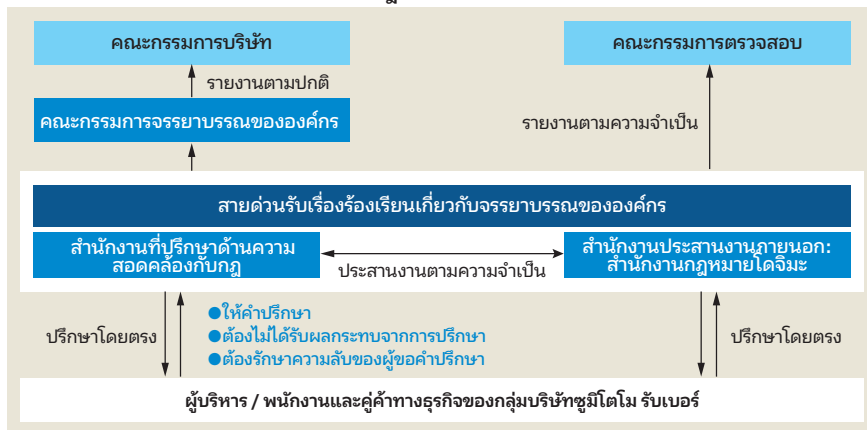 คณะกรรมการบริษัท
คณะกรรมการตรวจสอบ
รายงานตามปกติ
คณะกรรมการจรรยาบรรณขององค์กร
รายงานตามความจำเป็น
สายด่วนรับเรื่องร้องเรียนเกี่ยวกับจรรยาบรรณขององค์กร
สำนักงานที่ปรึกษาด้านความ
สอดคล้องกับกฎ
ประสานงานตามความจำเป็น
สำนักงานประสานงานภายนอก:
สำนักงานกฎหมายโดจิมะ
ปรึกษาโดยตรง
●ให้คำปรึกษา
●ต้องไม่ได้รับผลกระทบจากการปรึกษา
●ต้องรักษาความลับของผู้ขอคำปรึกษา
ปรึกษาโดยตรง
ผู้บริหาร / พนักงานและคู่ค้าทางธุรกิจของกลุ่มบริษัทซูมิโตโม รับเบอร์